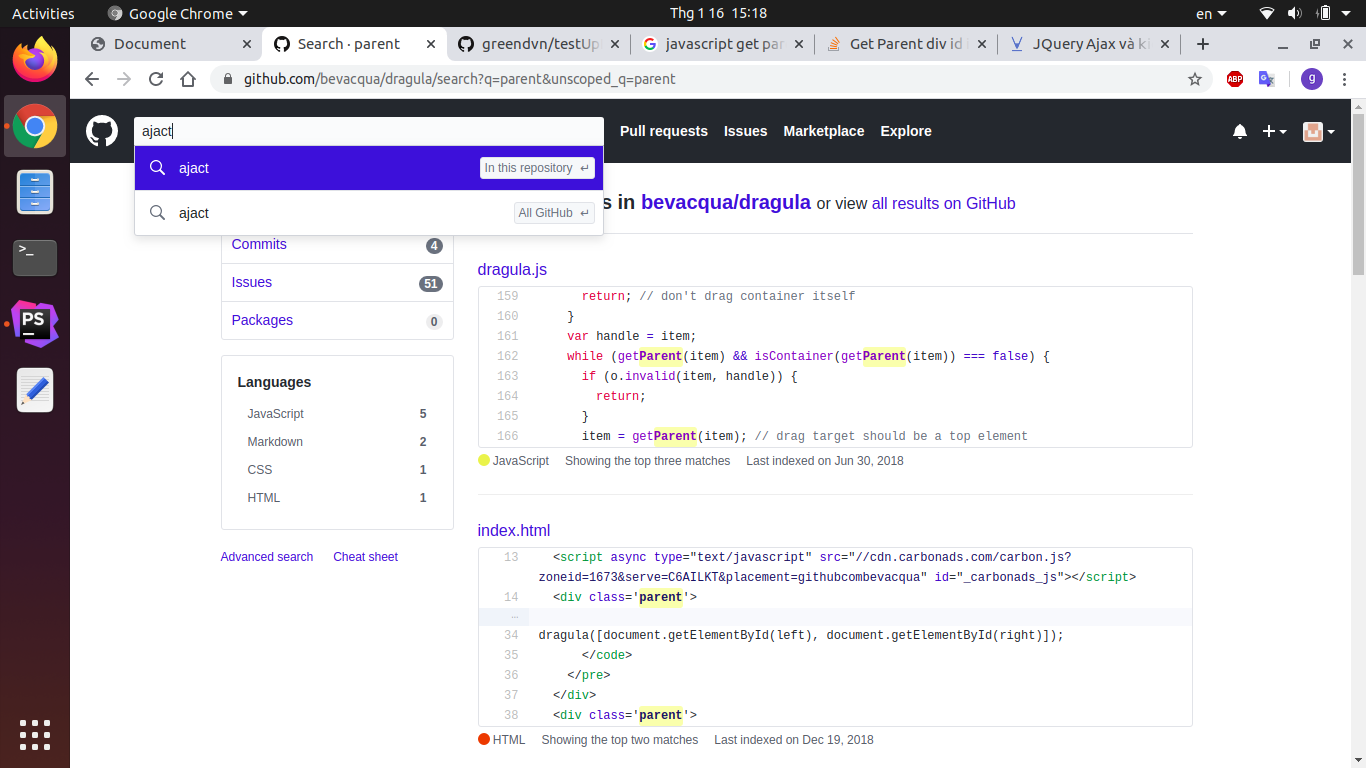 Activities
Google Chrome
Thg 1 16 15:18
en
Document
Search · parent
greendvn/testUp
javascript get par
Get Parent div id
JQuery Ajax và ki
github.com/bevacqua/dragula/search?q=parent&unscoped_q=parent
ABP
g
ajact
Pull requests
Issues
Marketplace
Explore
ajact
In this repository ↵
ajact
All GitHub ↵
s in bevacqua/dragula or view all results on GitHub
Commits 4
Issues 51
Packages 0
Languages
JavaScript 5
Markdown 2
CSS 1
HTML 1
Advanced search
Cheat sheet
dragula.js
159 return; // don't drag container itself
160 }
161 var handle = item;
162 while (getParent(item) && isContainer(getParent(item)) === false) {
163 if (o.invalid(item, handle)) {
164 return;
165 }
166 item = getParent(item); // drag target should be a top element
JavaScript Showing the top three matches Last indexed on Jun 30, 2018
index.html
13 <script async type="text/javascript" src="//cdn.carbonads.com/carbon.js?
zoneid=1673&serve=C6AILKT&placement=githubcombevacqua" id="_carbonads_js"></script>
14 <div class='parent'>
…
34 dragula([document.getElementById(left), document.getElementById(right)]);
35 </code>
36 </pre>
37 </div>
38 <div class='parent'>
HTML Showing the top two matches Last indexed on Dec 19, 2018
>_
PS